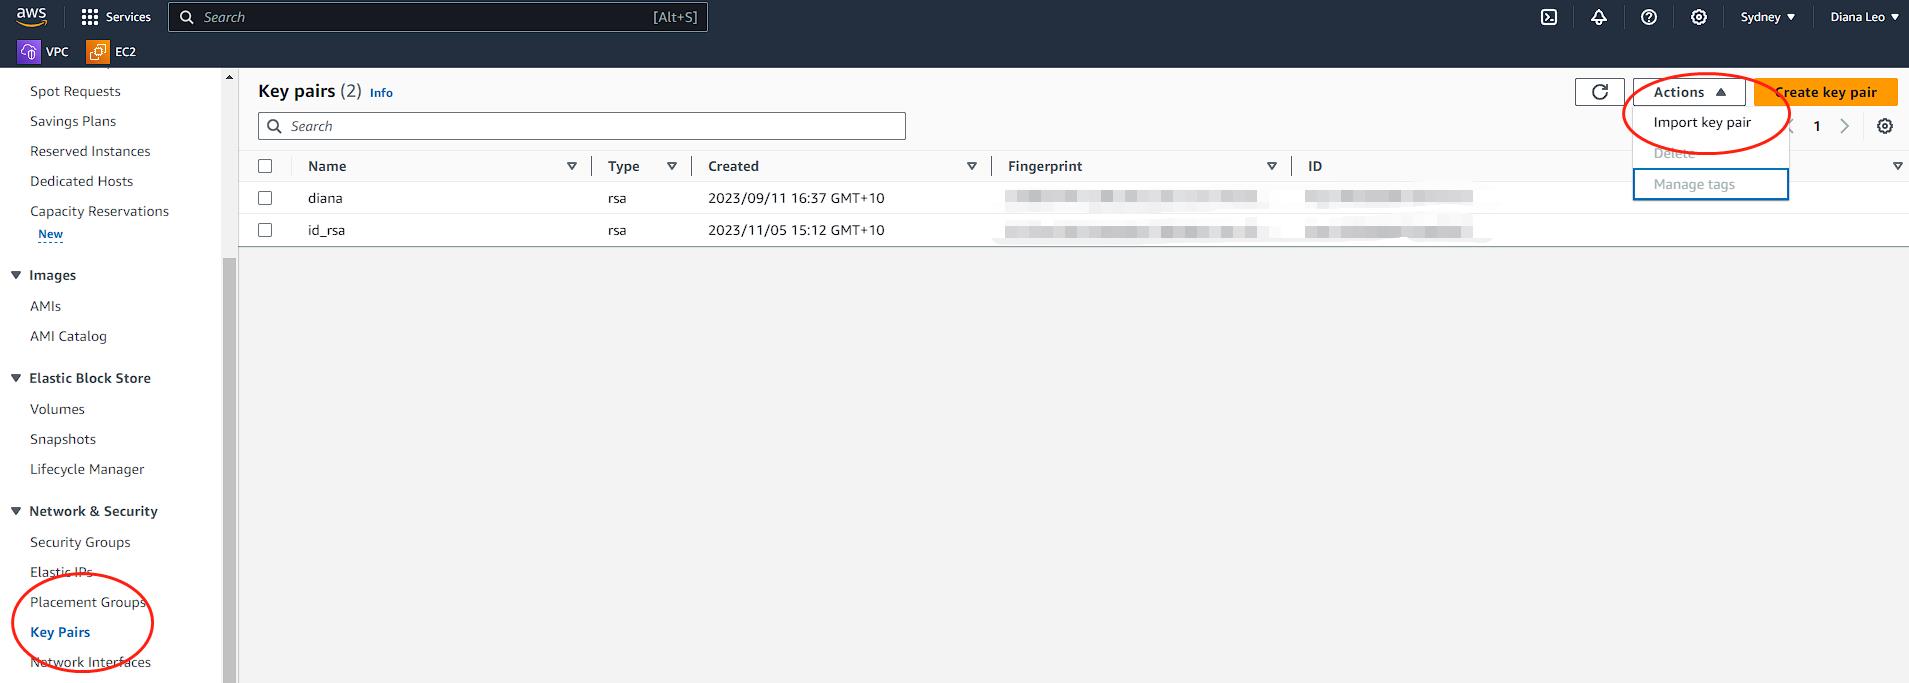 aws Services Search [Alt+S] Sydney Diana Leo
VPC EC2
Spot Requests
Savings Plans
Reserved Instances
Dedicated Hosts
Capacity Reservations
New
Images
AMIs
AMI Catalog
Elastic Block Store
Volumes
Snapshots
Lifecycle Manager
Network & Security
Security Groups
Elastic IPs
Placement Groups
Key Pairs
Network Interfaces
Key pairs (2) Info
Actions Create key pair
Search
Import key pair
1
Delete
Manage tags
Name Type Created Fingerprint ID
diana rsa 2023/09/11 16:37 GMT+10
id_rsa rsa 2023/11/05 15:12 GMT+10